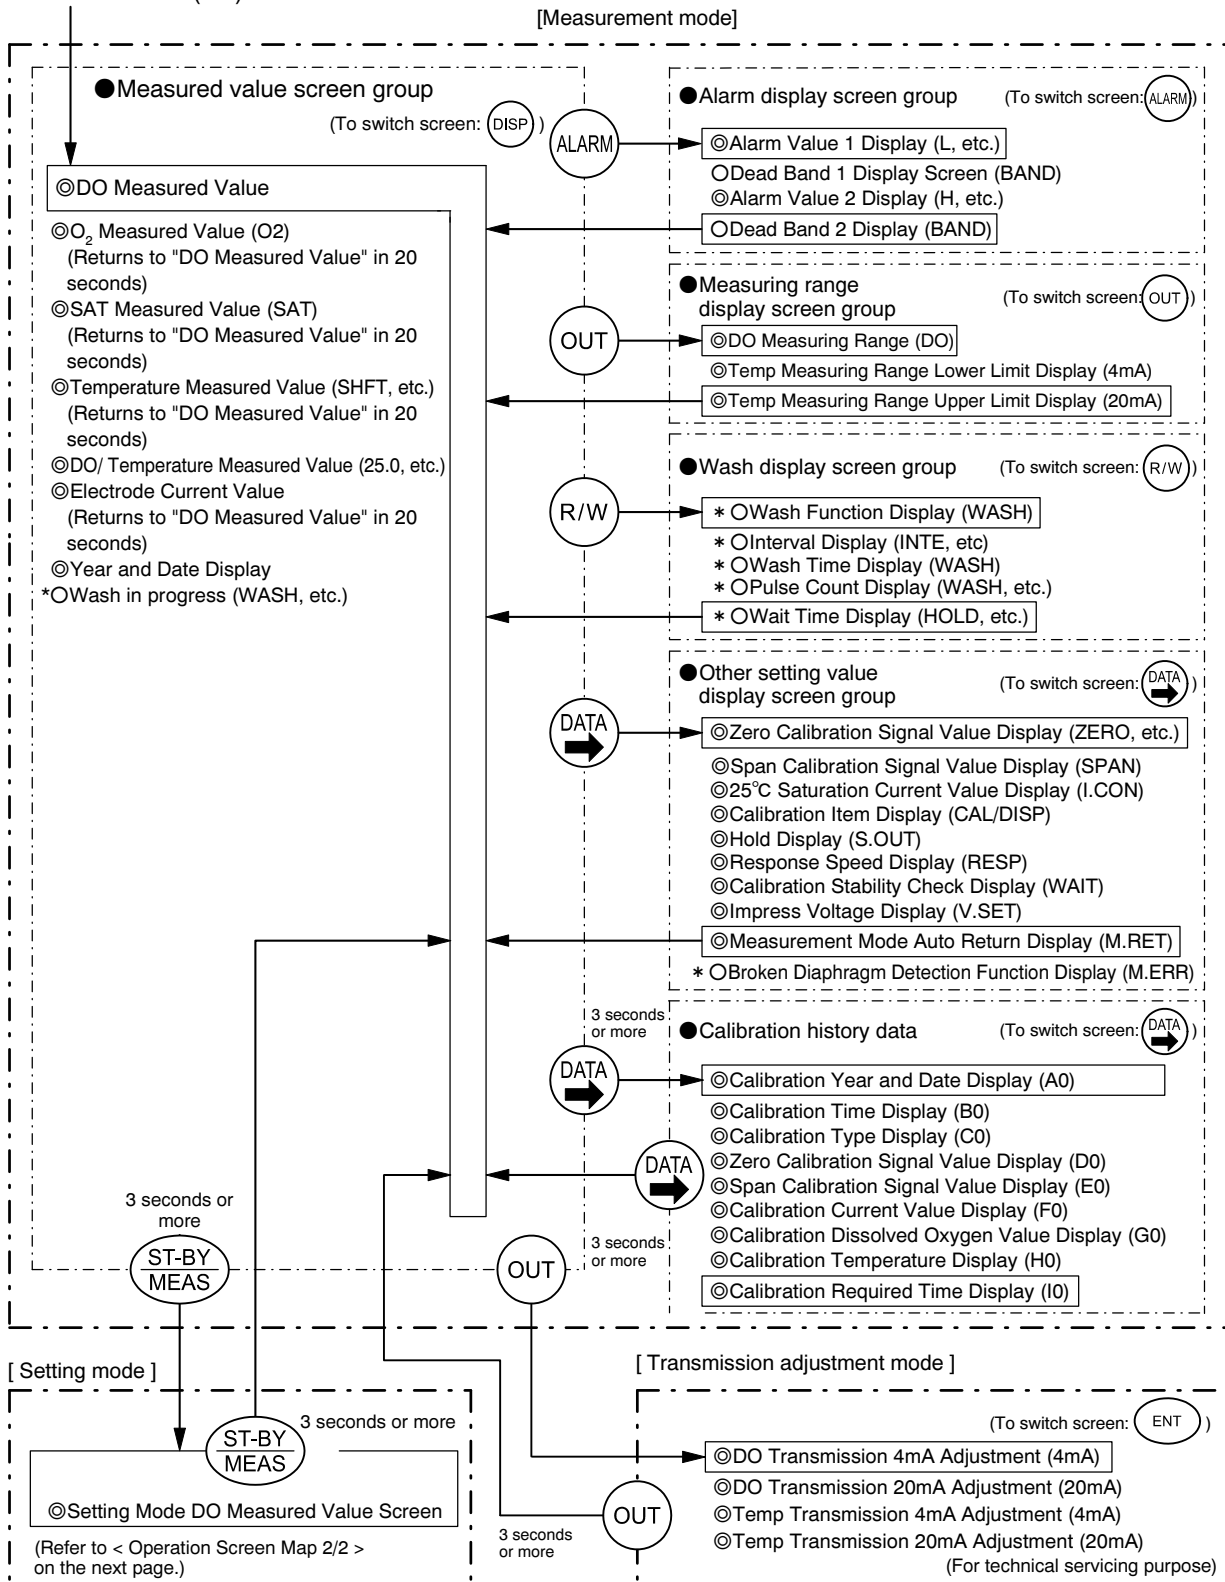 [Measurement mode]
●Measured value screen group
(To switch screen: DISP )
◎DO Measured Value
◎O2 Measured Value (O2)
(Returns to "DO Measured Value" in 20
seconds)
◎SAT Measured Value (SAT)
(Returns to "DO Measured Value" in 20
seconds)
◎Temperature Measured Value (SHFT, etc.)
(Returns to "DO Measured Value" in 20
seconds)
◎DO/ Temperature Measured Value (25.0, etc.)
◎Electrode Current Value
(Returns to "DO Measured Value" in 20
seconds)
◎Year and Date Display
*○Wash in progress (WASH, etc.)
ALARM
●Alarm display screen group (To switch screen: ALARM)
◎Alarm Value 1 Display (L, etc.)
○Dead Band 1 Display Screen (BAND)
◎Alarm Value 2 Display (H, etc.)
○Dead Band 2 Display (BAND)
OUT
●Measuring range
display screen group (To switch screen: OUT )
◎DO Measuring Range (DO)
◎Temp Measuring Range Lower Limit Display (4mA)
◎Temp Measuring Range Upper Limit Display (20mA)
R/W
●Wash display screen group (To switch screen: R/W )
* ○Wash Function Display (WASH)
* ○Interval Display (INTE, etc)
* ○Wash Time Display (WASH)
* ○Pulse Count Display (WASH, etc.)
* ○Wait Time Display (HOLD, etc.)
DATA
●Other setting value
display screen group (To switch screen: DATA )
◎Zero Calibration Signal Value Display (ZERO, etc.)
◎Span Calibration Signal Value Display (SPAN)
◎25°C Saturation Current Value Display (I.CON)
◎Calibration Item Display (CAL/DISP)
◎Hold Display (S.OUT)
◎Response Speed Display (RESP)
◎Calibration Stability Check Display (WAIT)
◎Impress Voltage Display (V.SET)
◎Measurement Mode Auto Return Display (M.RET)
* ○Broken Diaphragm Detection Function Display (M.ERR)
3 seconds
or more
DATA
●Calibration history data (To switch screen: DATA )
◎Calibration Year and Date Display (A0)
◎Calibration Time Display (B0)
◎Calibration Type Display (C0)
◎Zero Calibration Signal Value Display (D0)
◎Span Calibration Signal Value Display (E0)
◎Calibration Current Value Display (F0)
◎Calibration Dissolved Oxygen Value Display (G0)
◎Calibration Temperature Display (H0)
◎Calibration Required Time Display (I0)
DATA
3 seconds or
more
ST-BY
MEAS
OUT
3 seconds
or more
[ Setting mode ]
ST-BY
MEAS
3 seconds or more
◎Setting Mode DO Measured Value Screen
(Refer to < Operation Screen Map 2/2 >
on the next page.)
[ Transmission adjustment mode ]
(To switch screen: ENT )
◎DO Transmission 4mA Adjustment (4mA)
◎DO Transmission 20mA Adjustment (20mA)
◎Temp Transmission 4mA Adjustment (4mA)
◎Temp Transmission 20mA Adjustment (20mA)
(For technical servicing purpose)
OUT
3 seconds
or more